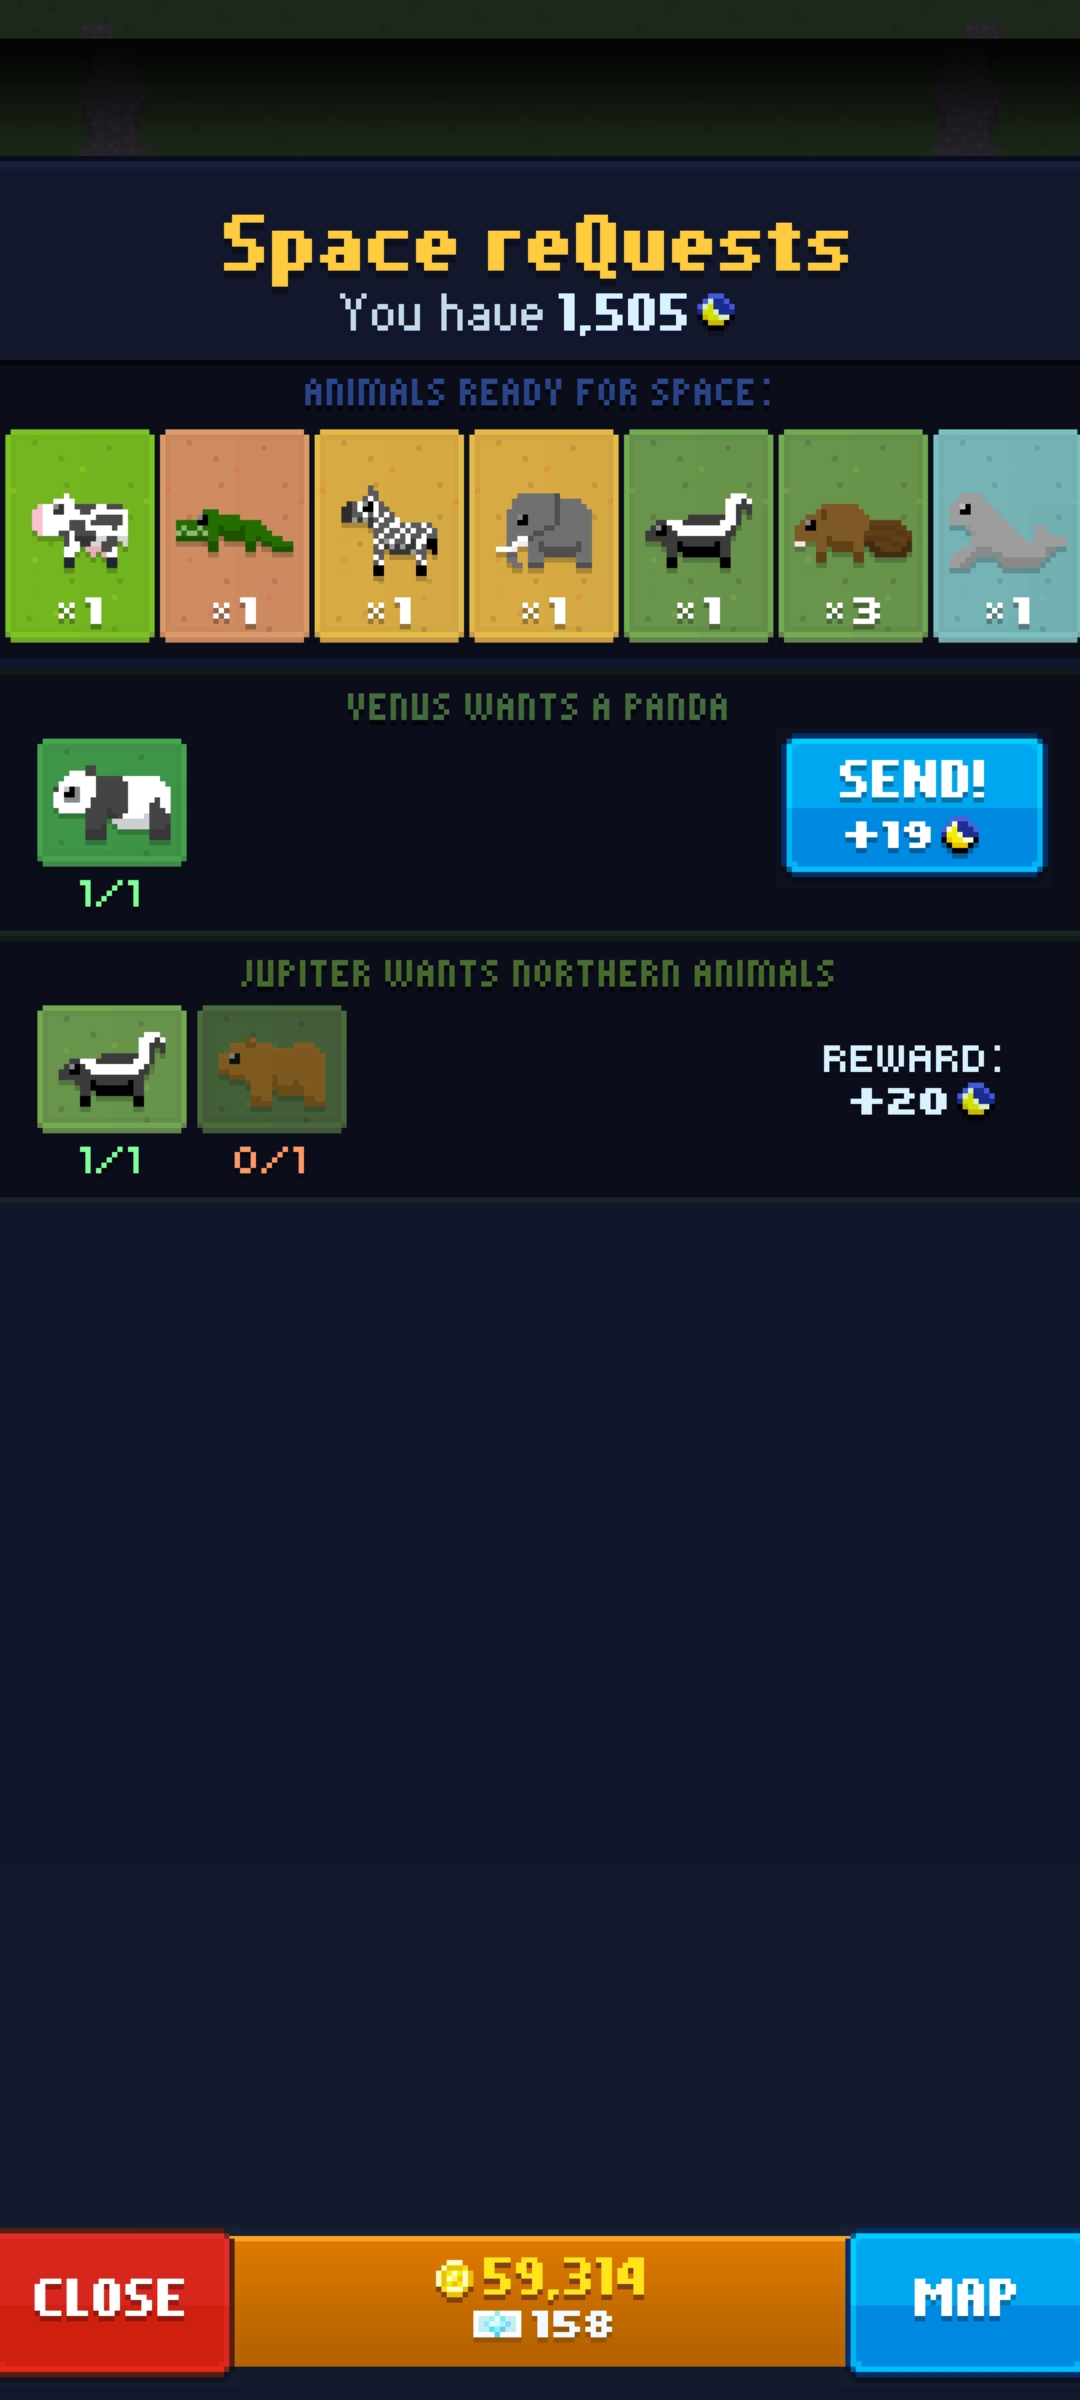 Space reQuests
You have 1,505
ANIMALS READY FOR SPACE:
×1 ×1 ×1 ×1 ×1 ×3 ×1
VENUS WANTS A PANDA
SEND!
+19
1/1
JUPITER WANTS NORTHERN ANIMALS
REWARD:
+20
1/1 0/1
CLOSE
59,314
158
MAP